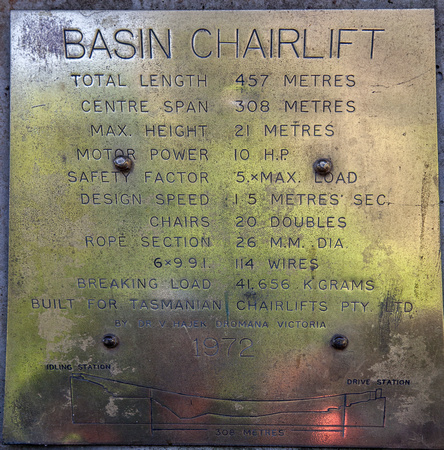 BASIN CHAIRLIFT
TOTAL LENGTH 457 METRES
CENTRE SPAN 308 METRES
MAX. HEIGHT 21 METRES
MOTOR POWER 10 H.P.
SAFETY FACTOR 5.×MAX. LOAD
DESIGN SPEED 1.5 METRES SEC.
CHAIRS 20 DOUBLES
ROPE SECTION 26 M.M. DIA.
6×9.9.1. 114 WIRES
BREAKING LOAD 41,656 K.GRAMS
BUILT FOR TASMANIAN CHAIRLIFTS PTY. LTD.
BY DR V HAJEK DROMANA VICTORIA
1972
IDLING STATION
DRIVE STATION
308 METRES